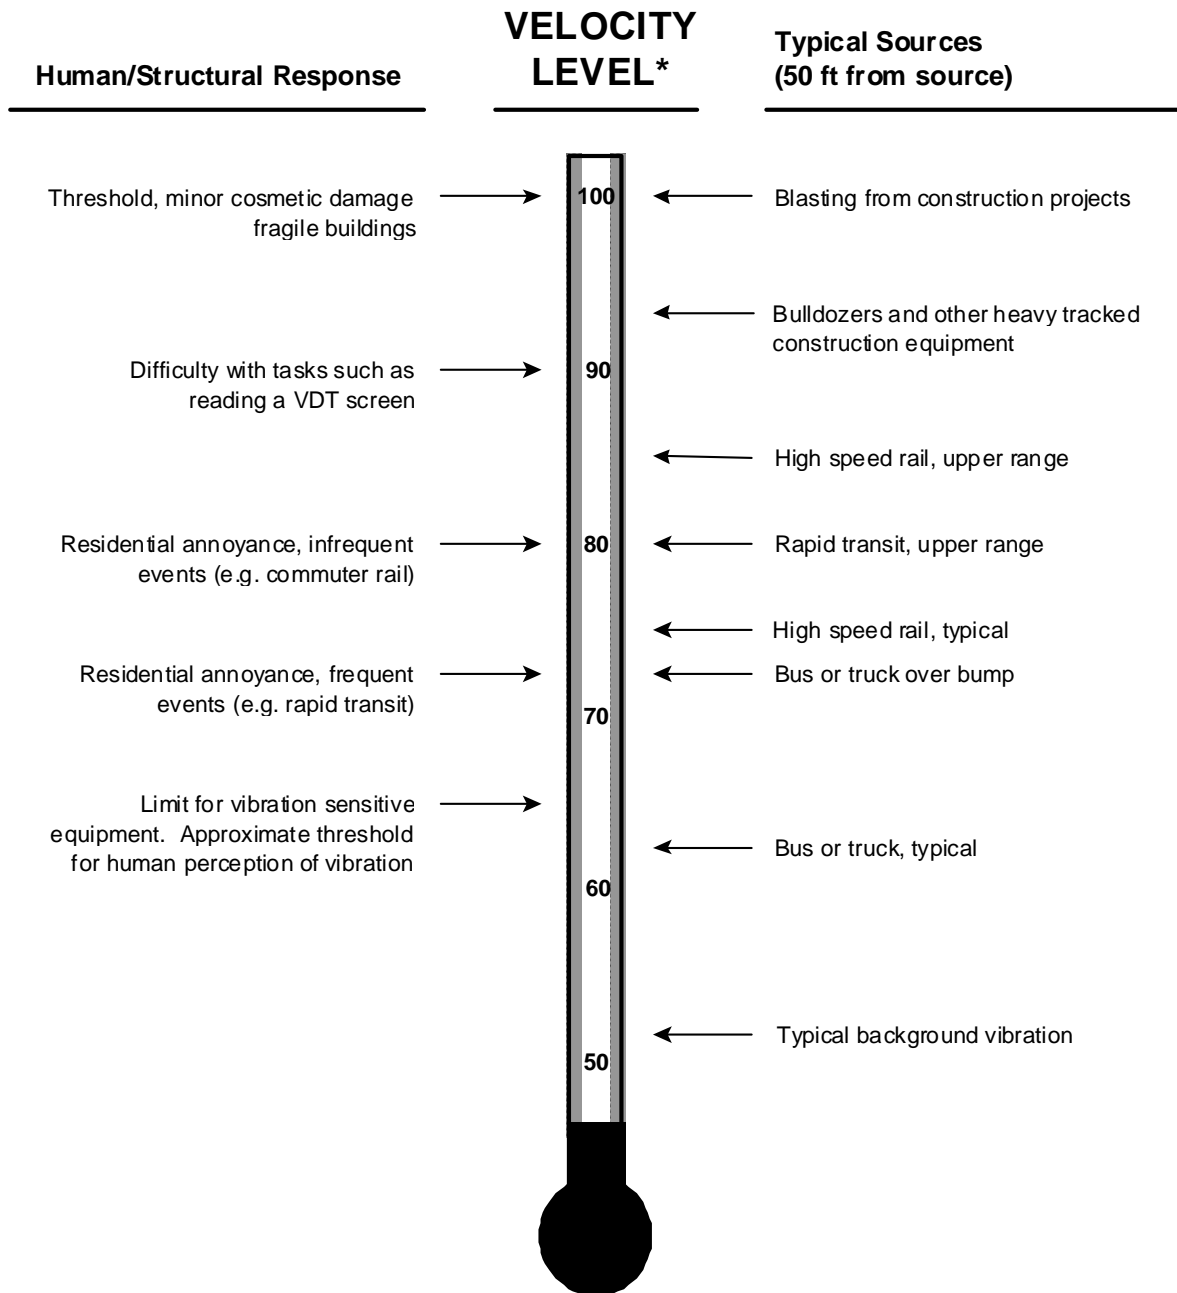 Human/Structural Response
VELOCITY
LEVEL*
Typical Sources
(50 ft from source)
Threshold, minor cosmetic damage
fragile buildings
100
Blasting from construction projects
Bulldozers and other heavy tracked
construction equipment
Difficulty with tasks such as
reading a VDT screen
90
High speed rail, upper range
Residential annoyance, infrequent
events (e.g. commuter rail)
80
Rapid transit, upper range
High speed rail, typical
Residential annoyance, frequent
events (e.g. rapid transit)
Bus or truck over bump
70
Limit for vibration sensitive
equipment. Approximate threshold
for human perception of vibration
Bus or truck, typical
60
Typical background vibration
50